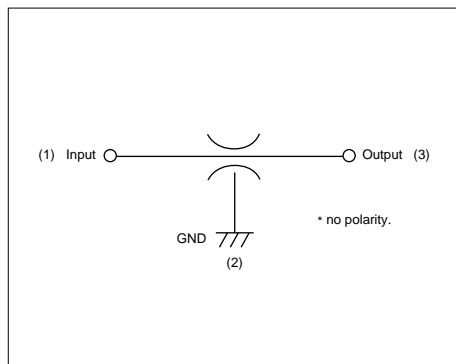 (1) Input Output (3)
* no polarity.
GND
(2)